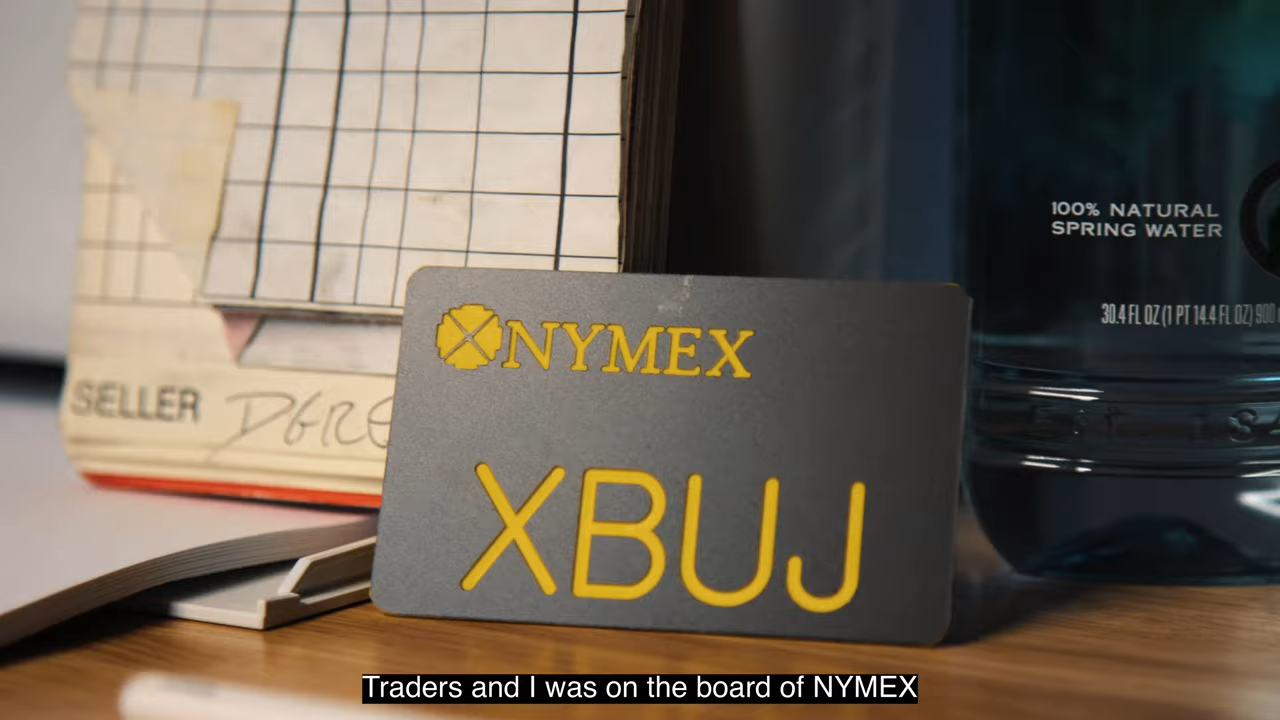 100% NATURAL
SPRING WATER
30.4 FL OZ (1 PT 14.4 FL OZ) 900
NYMEX
SELLER
XBUJ
Traders and I was on the board of NYMEX